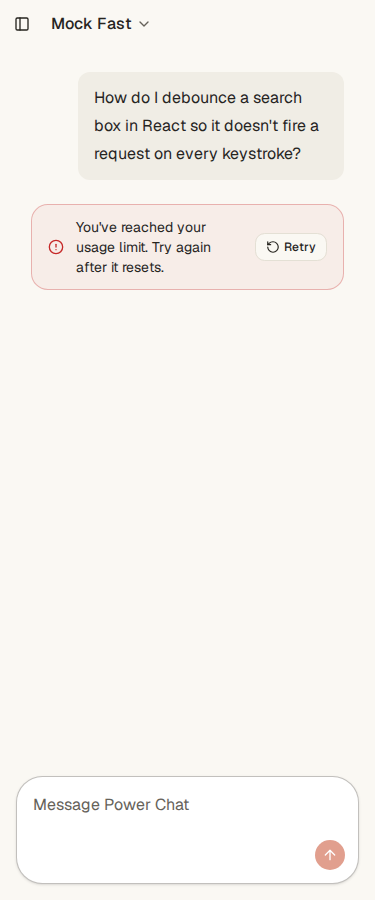 Mock Fast
How do I debounce a search
box in React so it doesn't fire a
request on every keystroke?
You've reached your
usage limit. Try again
after it resets.
Retry
Message Power Chat